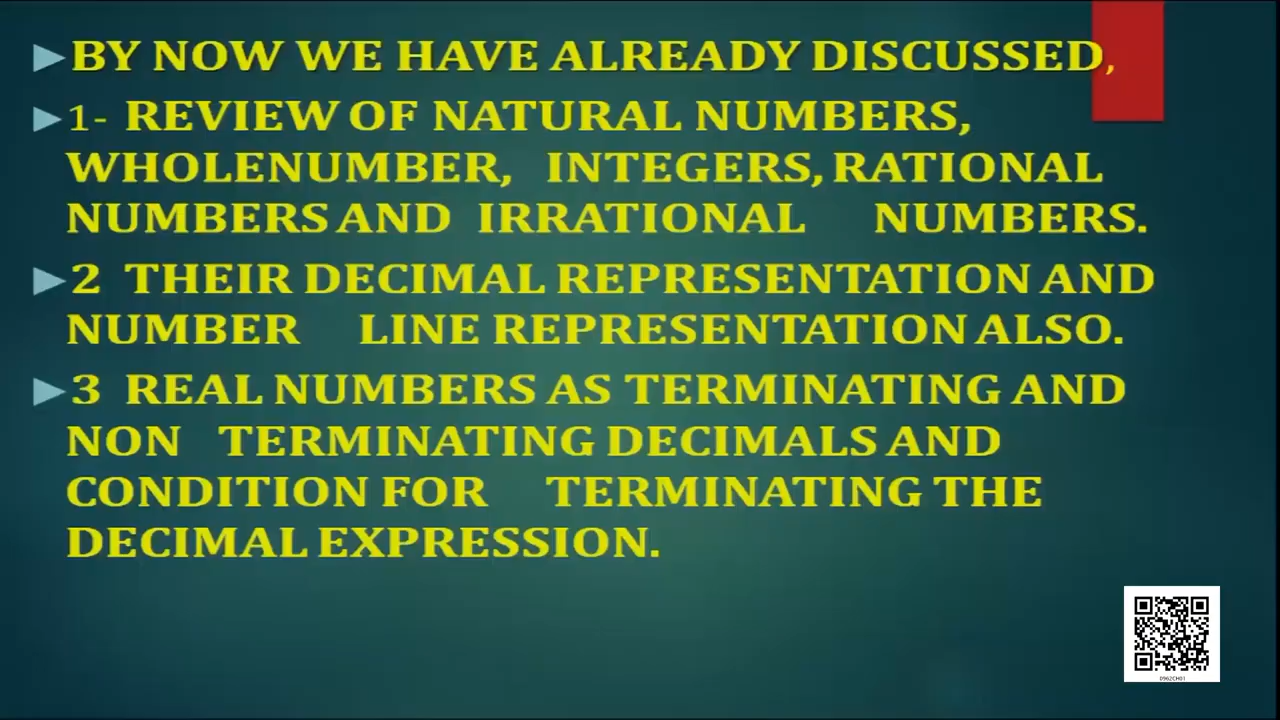 BY NOW WE HAVE ALREADY DISCUSSED,
1- REVIEW OF NATURAL NUMBERS,
WHOLENUMBER, INTEGERS, RATIONAL
NUMBERS AND IRRATIONAL NUMBERS.
2 THEIR DECIMAL REPRESENTATION AND
NUMBER LINE REPRESENTATION ALSO.
3 REAL NUMBERS AS TERMINATING AND
NON TERMINATING DECIMALS AND
CONDITION FOR TERMINATING THE
DECIMAL EXPRESSION.
0962CH01